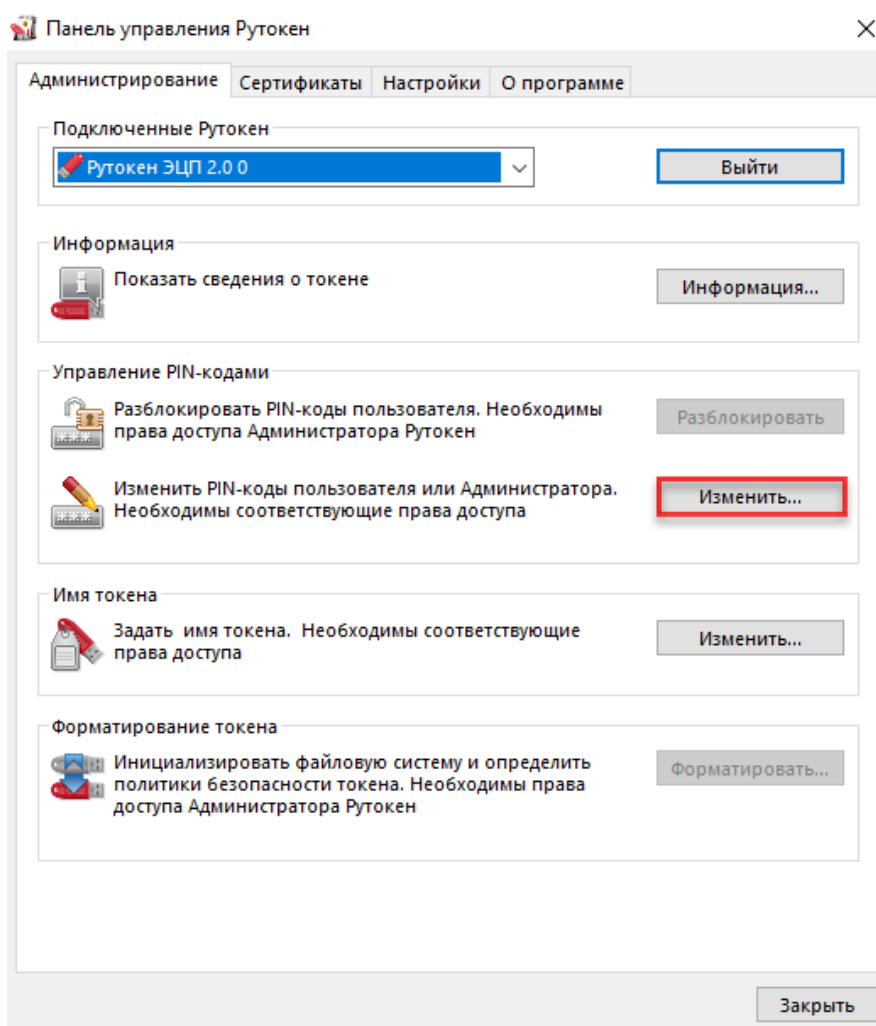 Панель управления Рутокен
Администрирование Сертификаты Настройки О программе
Подключенные Рутокен
Рутокен ЭЦП 2.0 0
Выйти
Информация
Показать сведения о токене
Информация...
Управление PIN-кодами
Разблокировать PIN-коды пользователя. Необходимы
права доступа Администратора Рутокен
Разблокировать
Изменить PIN-коды пользователя или Администратора.
Необходимы соответствующие права доступа
Изменить...
Имя токена
Задать имя токена. Необходимы соответствующие
права доступа
Изменить...
Форматирование токена
Инициализировать файловую систему и определить
политики безопасности токена. Необходимы права
доступа Администратора Рутокен
Форматировать...
Закрыть